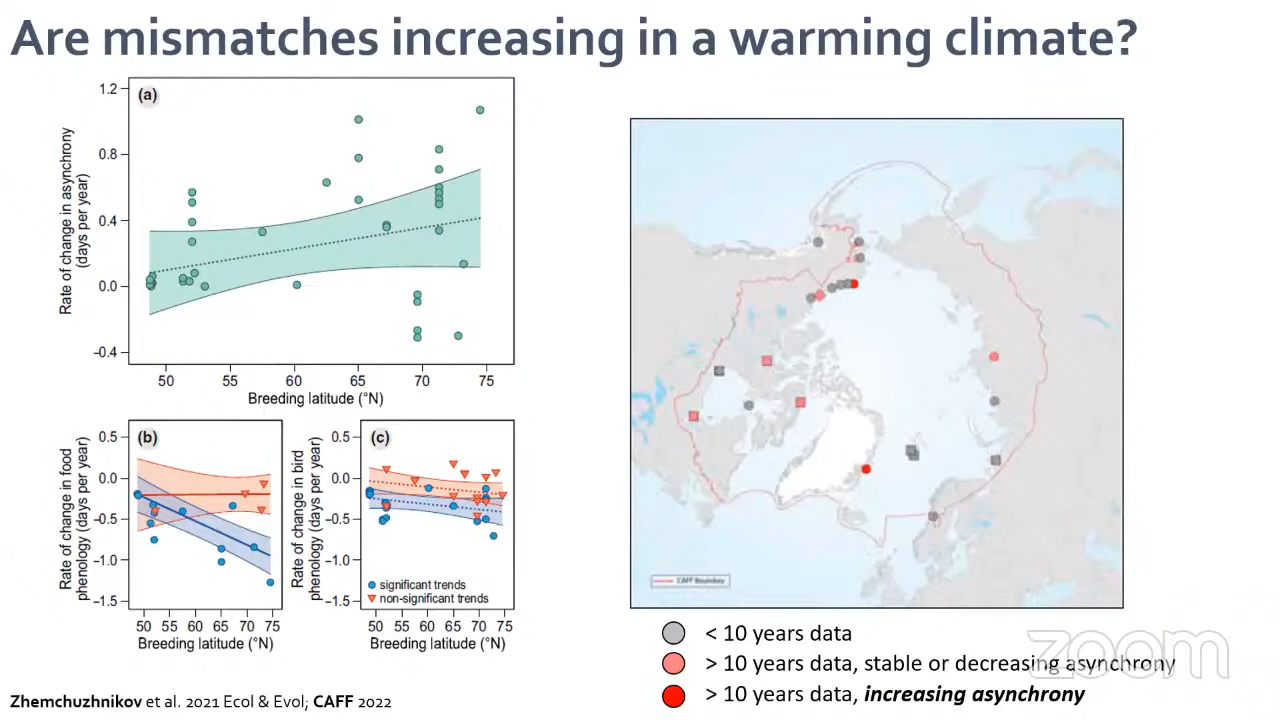 Are mismatches increasing in a warming climate?
(a)
Rate of change in asynchrony
(days per year)
1.2
0.8
0.4
0.0
−0.4
50 55 60 65 70 75
Breeding latitude (°N)
(b)
Rate of change in food
phenology (days per year)
0.5
0.0
−0.5
−1.0
−1.5
50 55 60 65 70 75
Breeding latitude (°N)
(c)
Rate of change in bird
phenology (days per year)
0.5
0.0
−0.5
−1.0
−1.5
significant trends
non-significant trends
50 55 60 65 70 75
Breeding latitude (°N)
CAFF Boundary
< 10 years data
> 10 years data, stable or decreasing asynchrony
> 10 years data, increasing asynchrony
zoom
Zhemchuzhnikov et al. 2021 Ecol & Evol; CAFF 2022